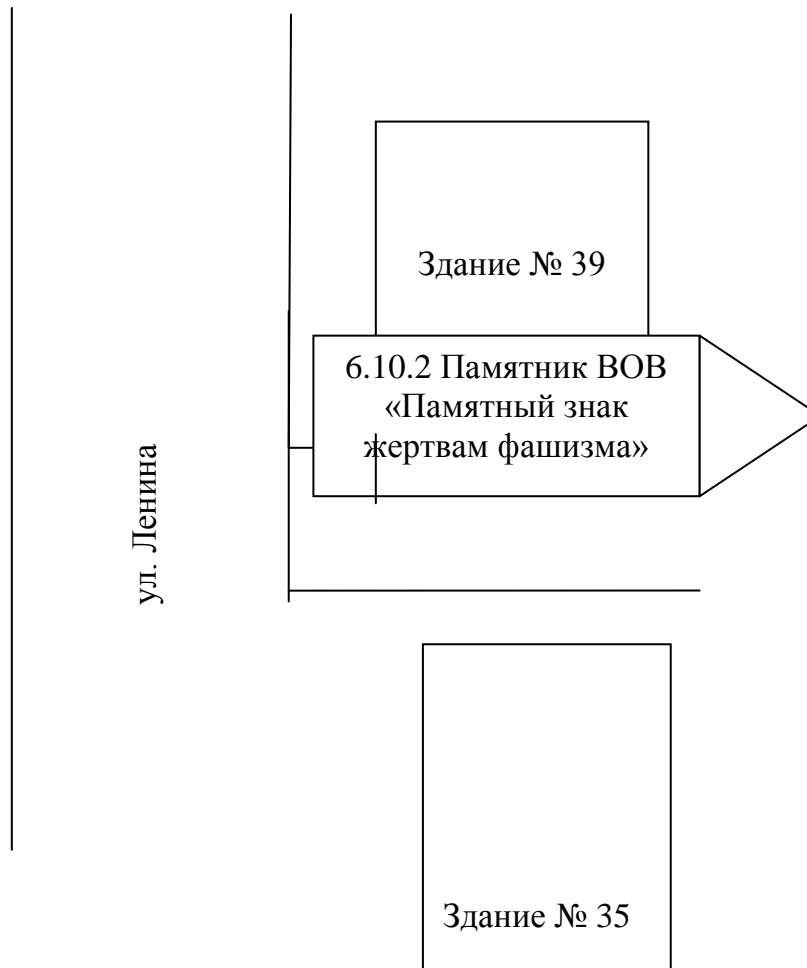 Здание № 39
6.10.2 Памятник ВОВ
«Памятный знак
жертвам фашизма»
ул. Ленина
Здание № 35